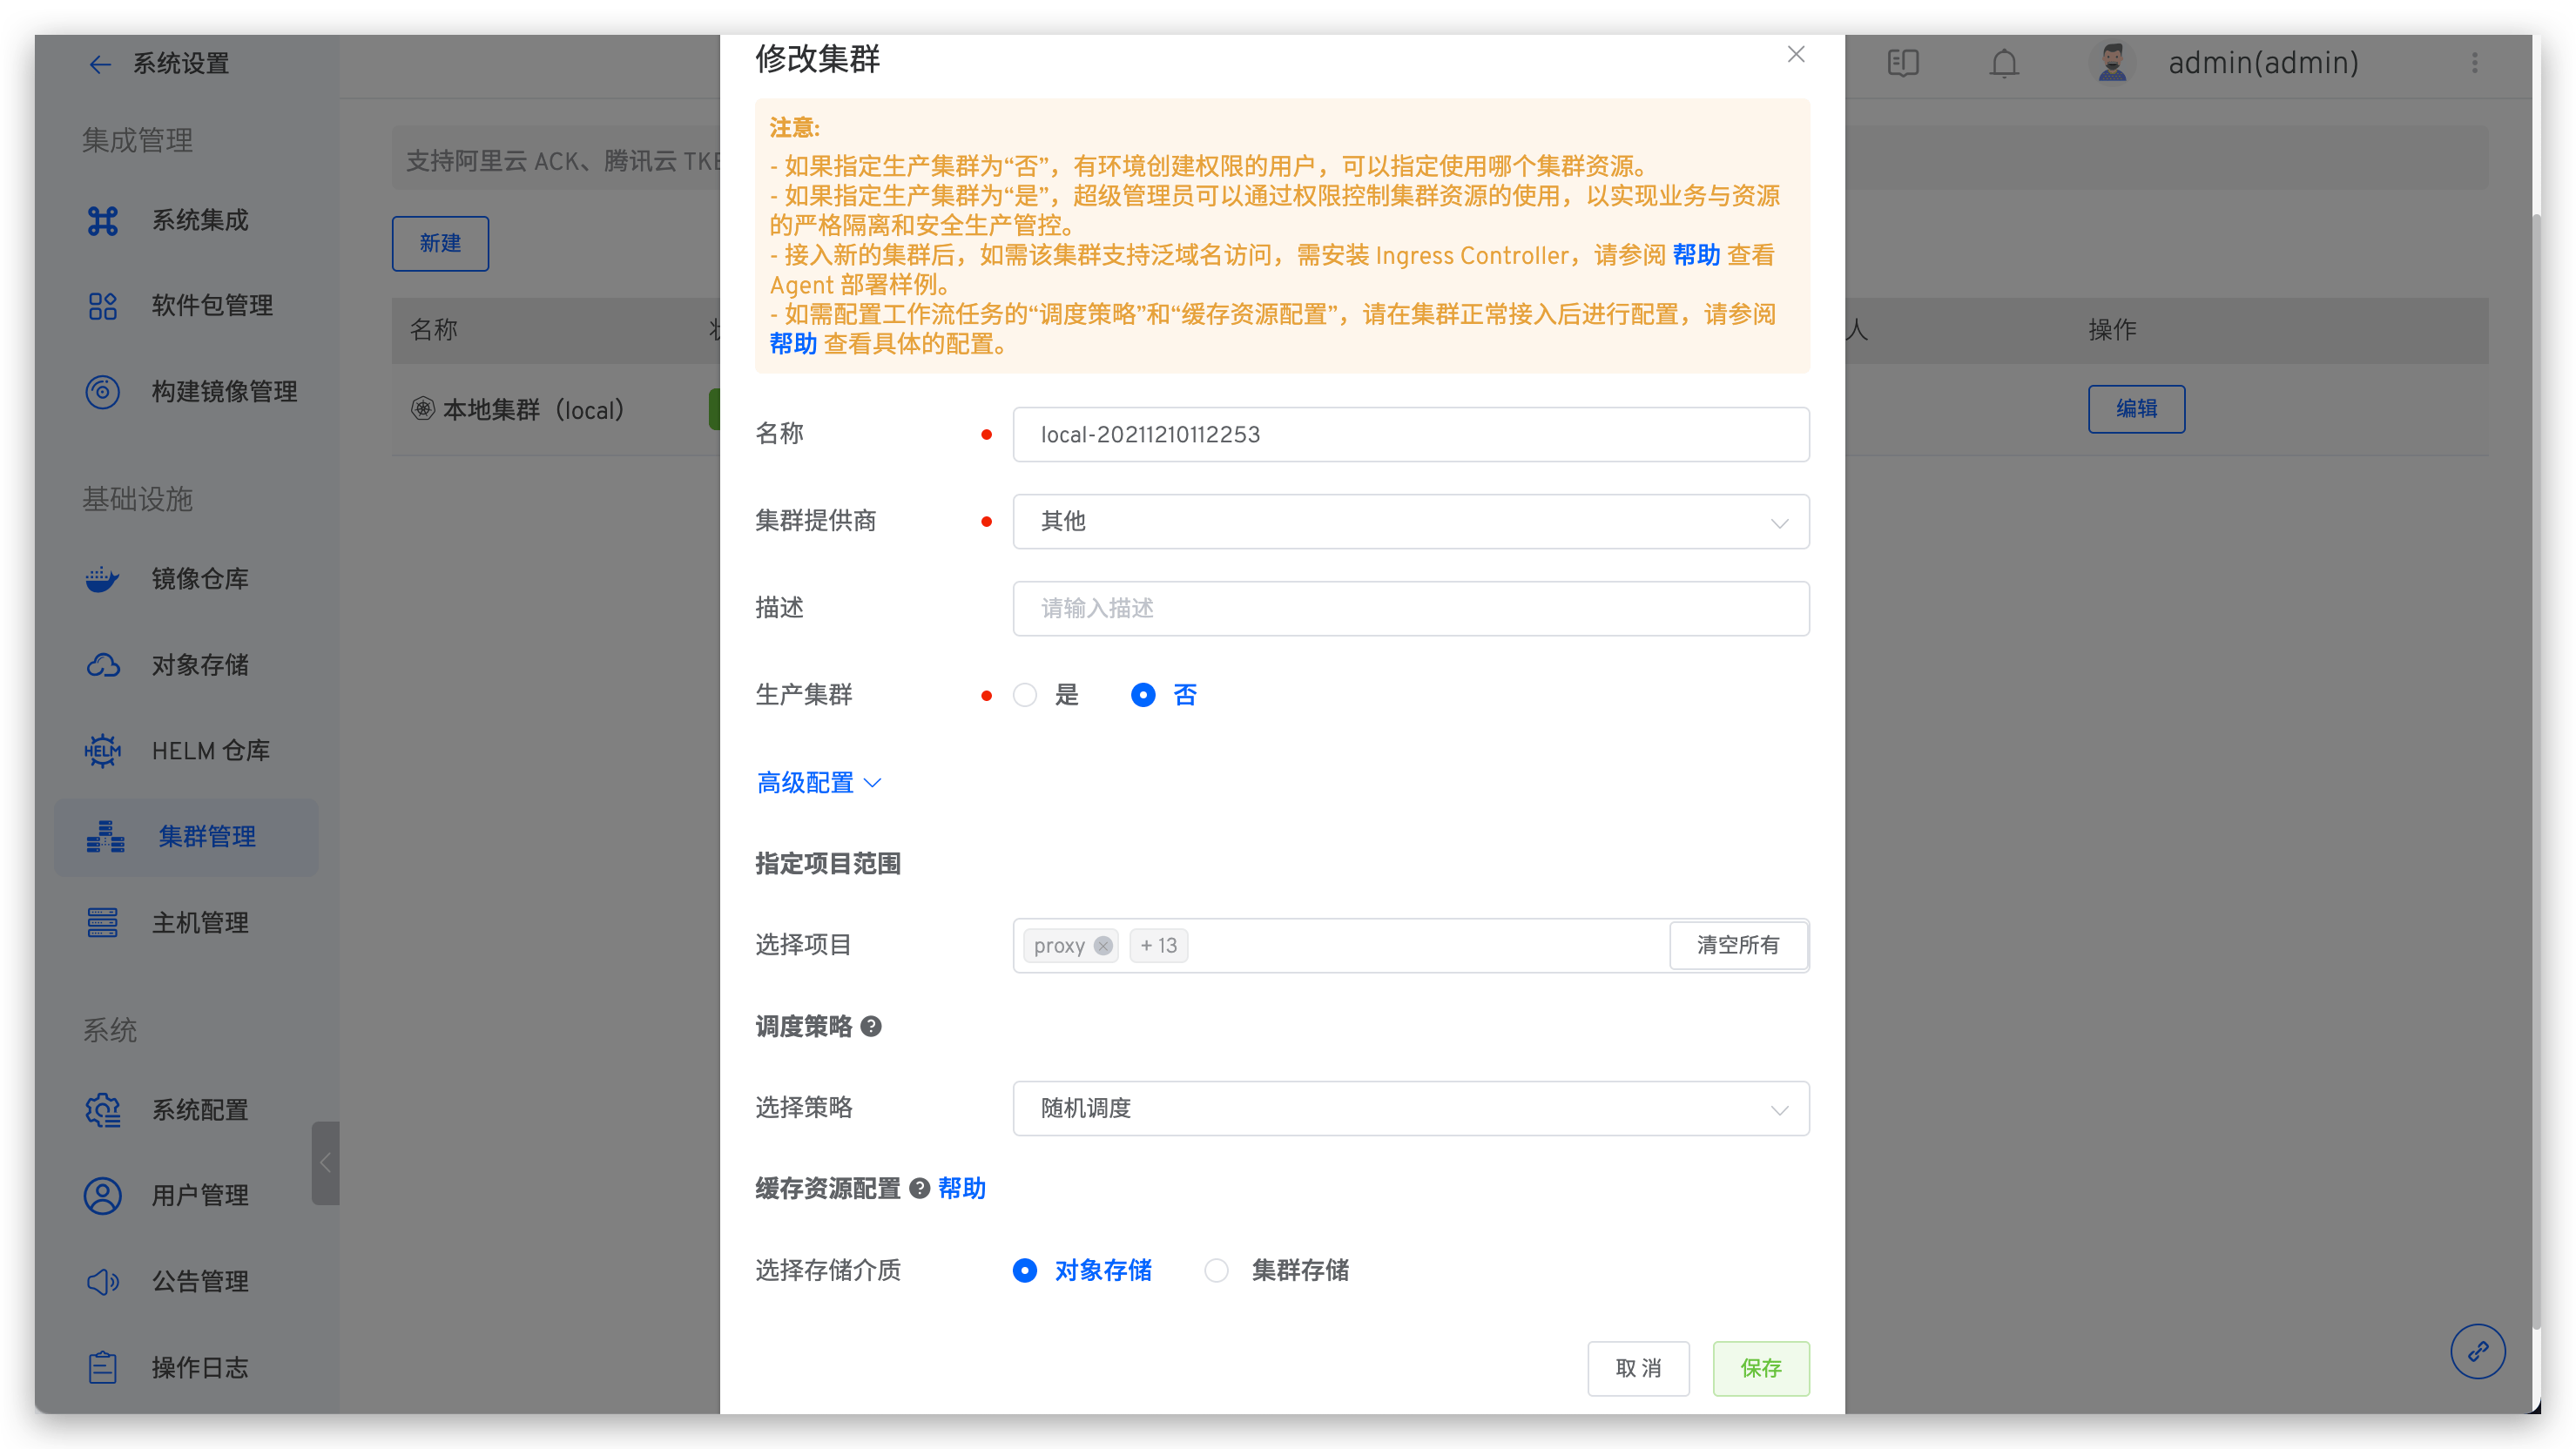 系统设置
集成管理
系统集成
软件包管理
构建镜像管理
基础设施
镜像仓库
对象存储
HELM
HELM 仓库
集群管理
主机管理
系统
系统配置
用户管理
公告管理
操作日志
admin(admin)
支持阿里云 ACK、腾讯云 TKE
新建
名称
人
操作
本地集群（local）
编辑
修改集群
注意:
- 如果指定生产集群为“否”，有环境创建权限的用户，可以指定使用哪个集群资源。
- 如果指定生产集群为“是”，超级管理员可以通过权限控制集群资源的使用，以实现业务与资源
的严格隔离和安全生产管控。
- 接入新的集群后，如需该集群支持泛域名访问，需安装 Ingress Controller，请参阅 帮助 查看
Agent 部署样例。
- 如需配置工作流任务的“调度策略”和“缓存资源配置”，请在集群正常接入后进行配置，请参阅
帮助 查看具体的配置。
名称
local-20211210112253
集群提供商
其他
描述
请输入描述
生产集群
是
否
高级配置
指定项目范围
选择项目
proxy
+ 13
清空所有
调度策略
选择策略
随机调度
缓存资源配置 帮助
选择存储介质
对象存储
集群存储
取 消
保存